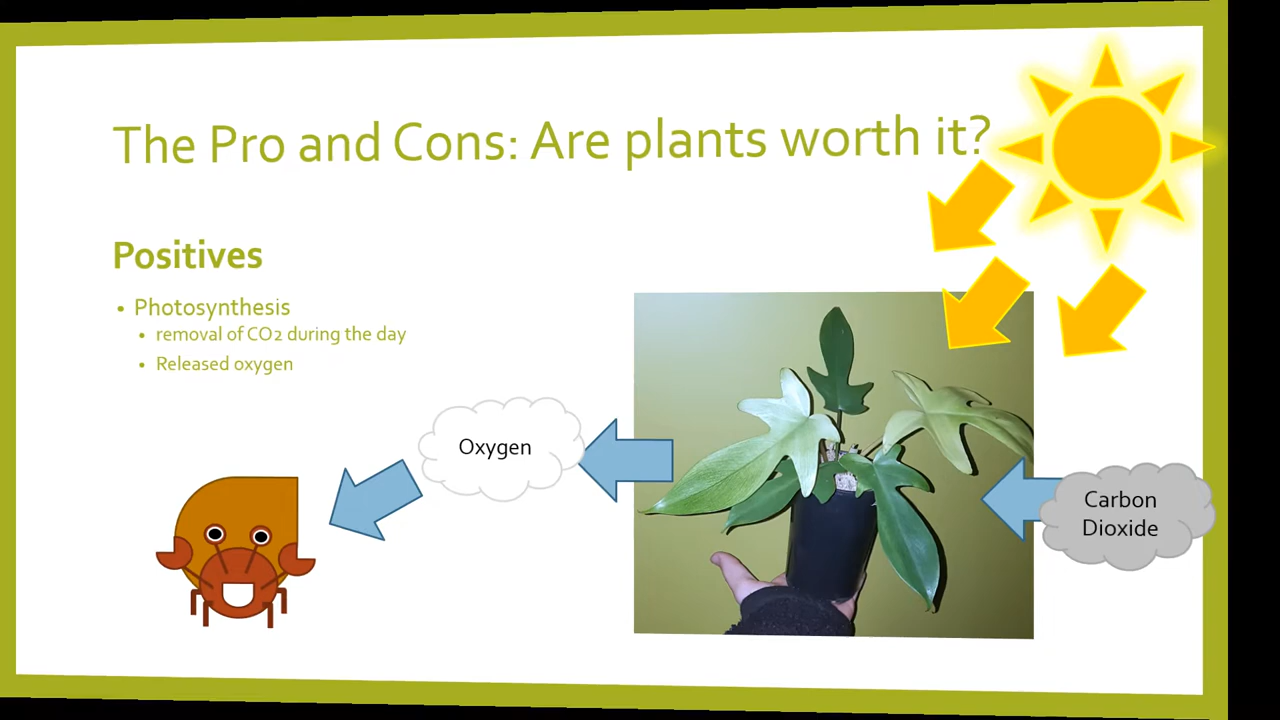 The Pro and Cons: Are plants worth it?
Positives
• Photosynthesis
• removal of CO2 during the day
• Released oxygen
Oxygen
Carbon
Dioxide